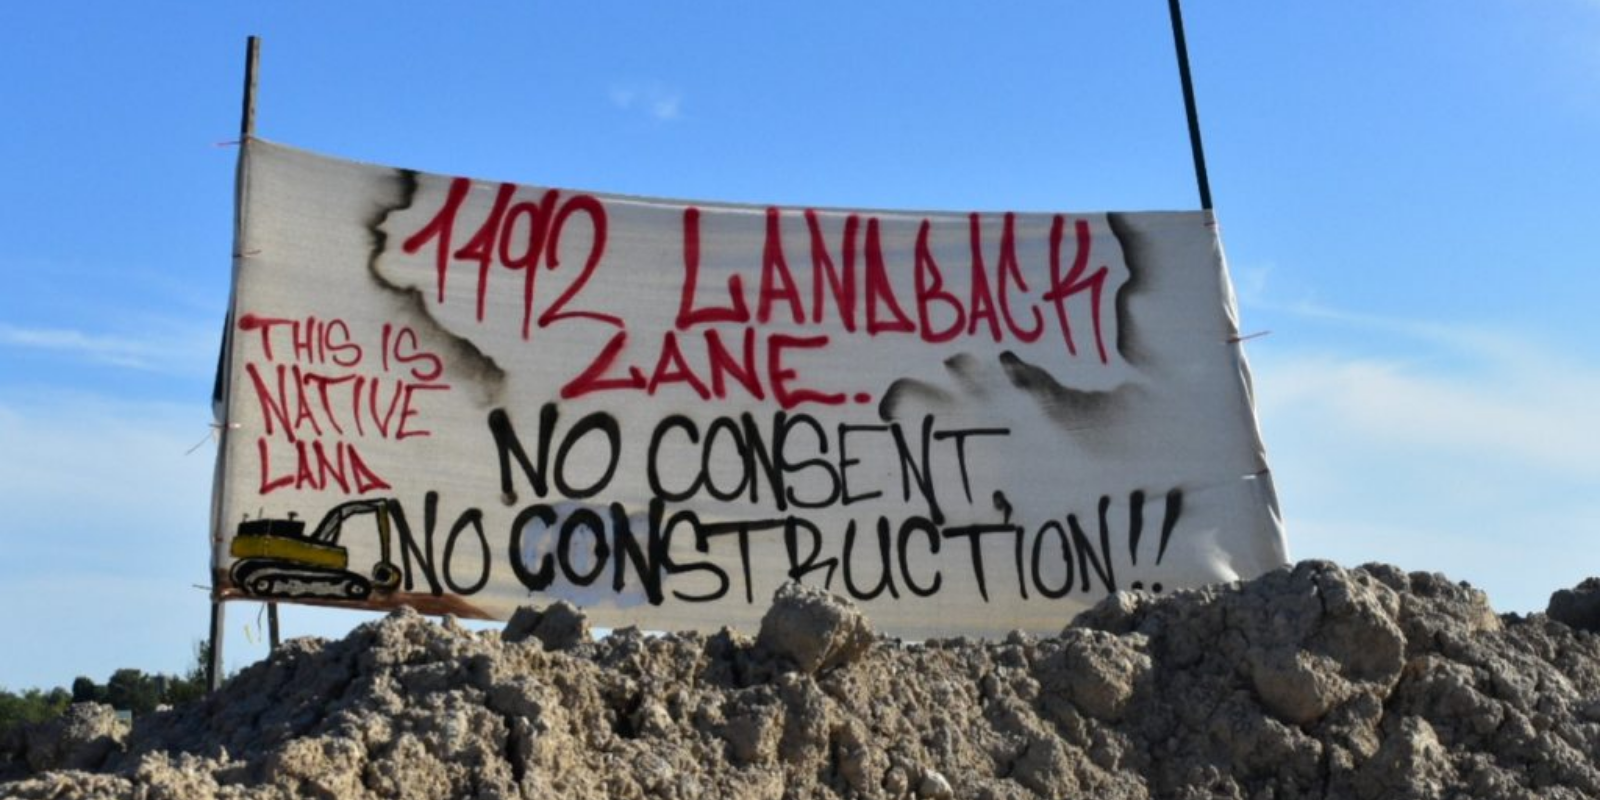 1492 LANDBACK
LANE.
THIS IS
NATIVE
LAND
NO CONSENT,
NO CONSTRUCTION!!